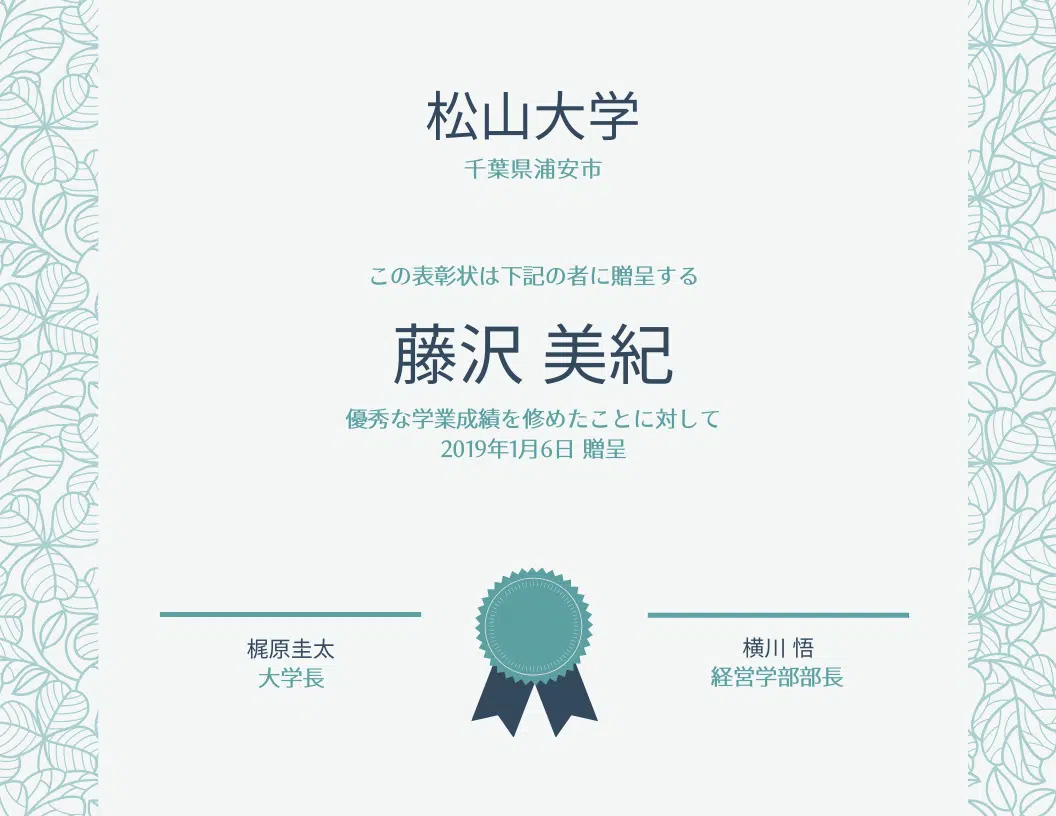 松山大学
千葉県浦安市
この表彰状は下記の者に贈呈する
藤沢 美紀
優秀な学業成績を修めたことに対して
2019年1月6日 贈呈
梶原圭太
大学長
横川 悟
経営学部部長